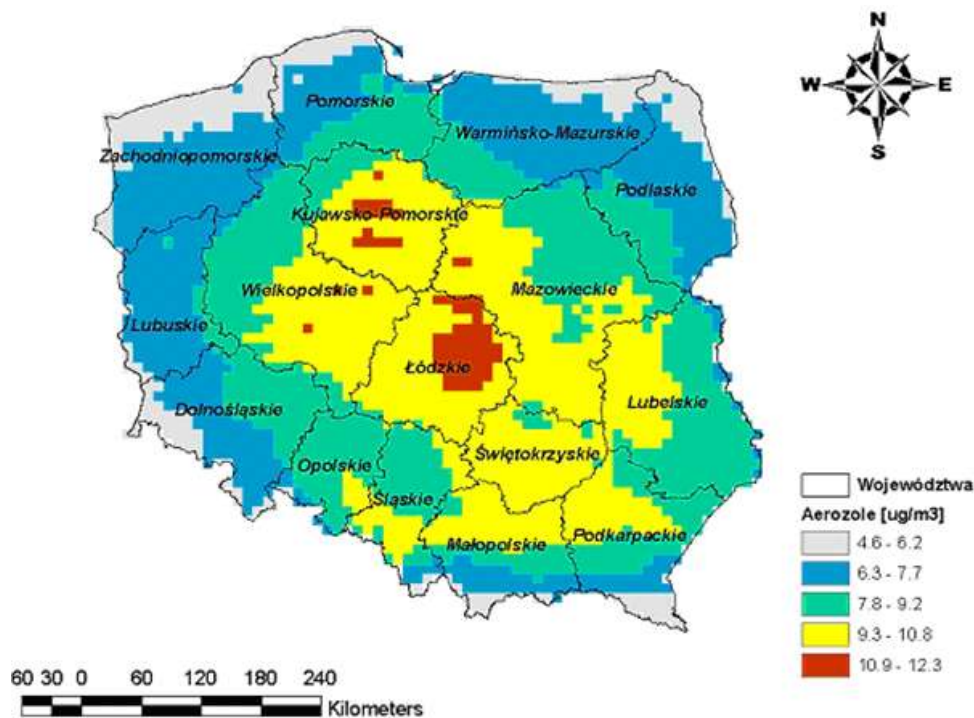 N
W E
S
Pomorskie
Warmińsko-Mazurskie
Zachodniopomorskie
Podlaskie
Kujawsko-Pomorskie
Wielkopolskie
Mazowieckie
Lubuskie
Łódzkie
Lubelskie
Dolnośląskie
Świętokrzyskie
Opolskie
Śląskie
Podkarpackie
Małopolskie
Województwa
Aerozole [ug/m3]
4.6 - 6.2
6.3 - 7.7
7.8 - 9.2
9.3 - 10.8
10.9 - 12.3
60 30 0 60 120 180 240
Kilometers